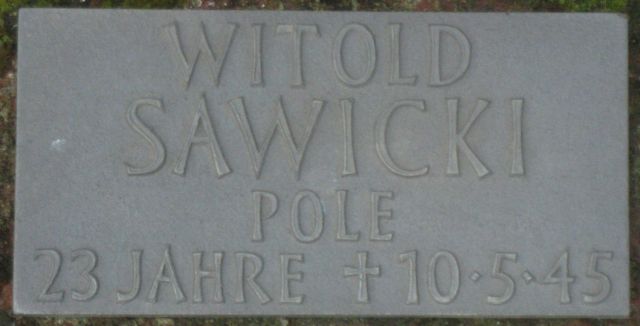 WITOLD
SAWICKI
POLE
23 JAHRE ✝ 10·5·45